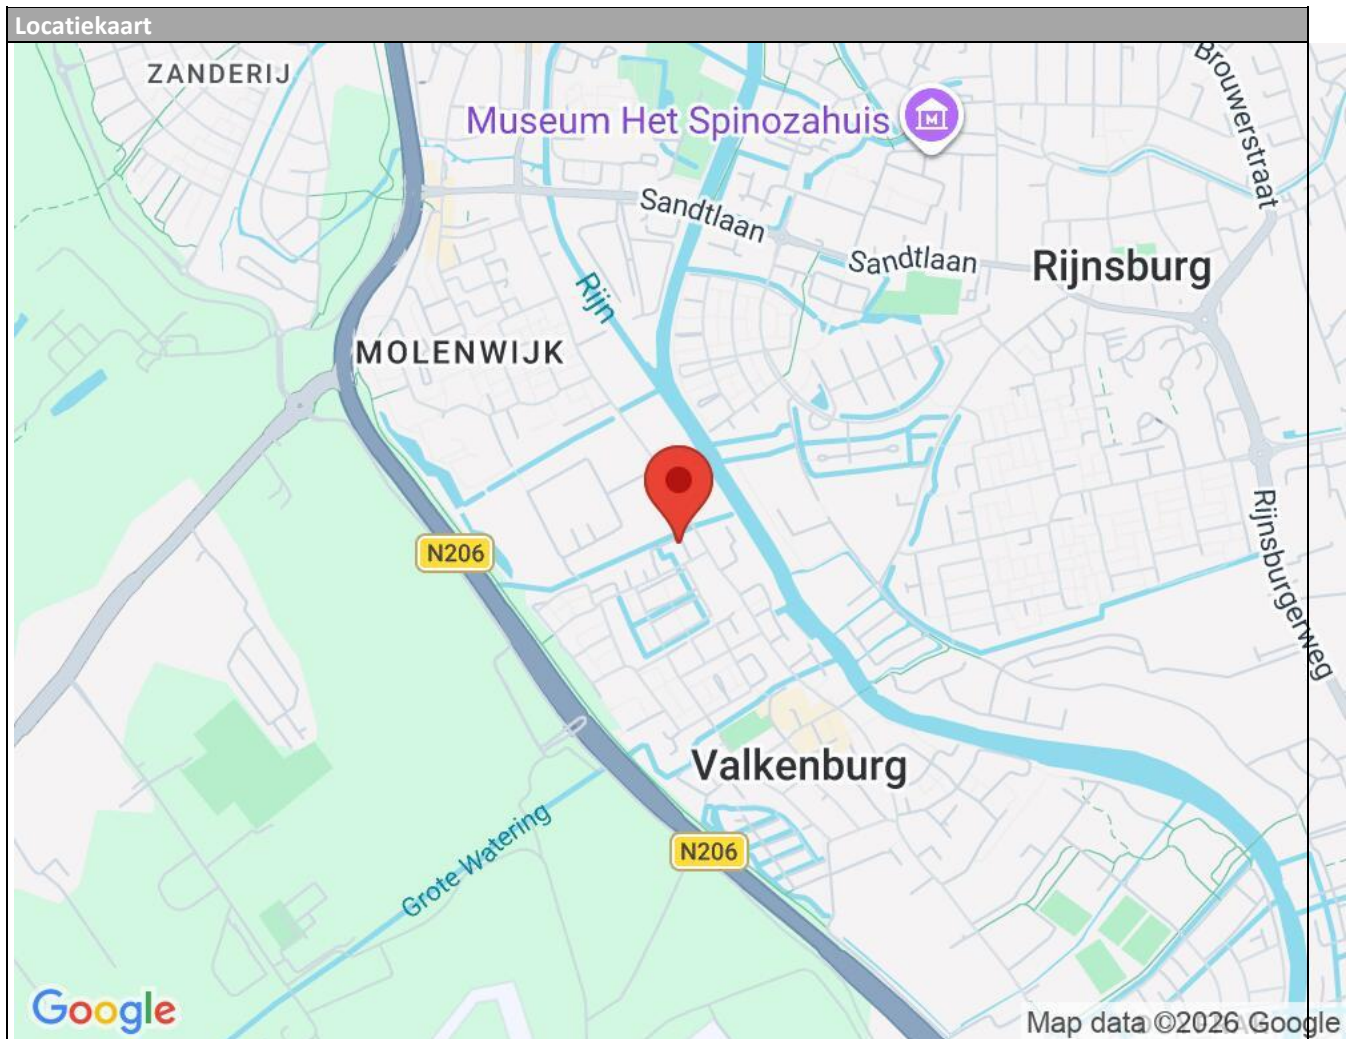 Locatiekaart
ZANDERIJ
Brouwerstraat
Museum Het Spinozahuis
M
Sandtlaan
Sandtlaan
Rijnsburg
Rijn
MOLENWIJK
N206
Rijnsburgerweg
Valkenburg
Grote Watering
N206
Google
Map data ©2026 Google